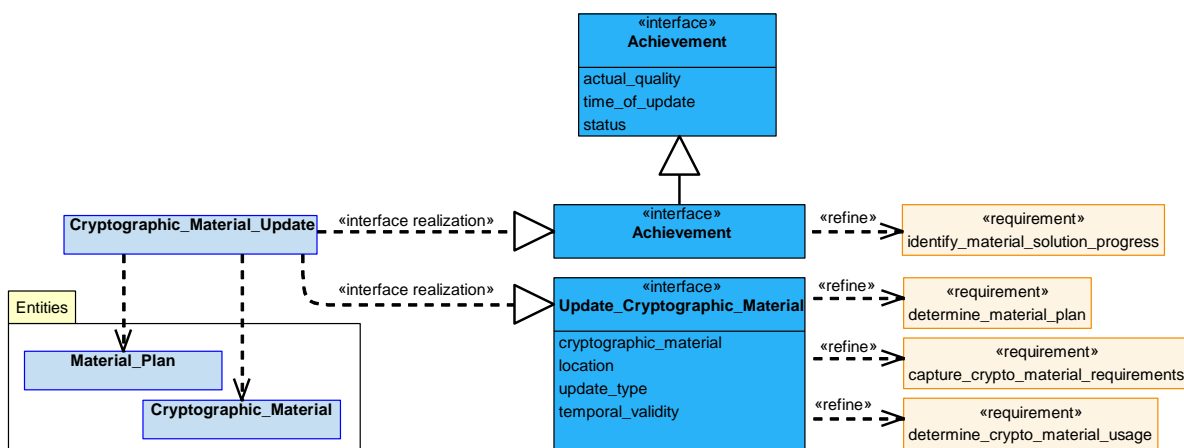 «interface»
Achievement
actual_quality
time_of_update
status
Cryptographic_Material_Update
«interface realization»
«interface»
Achievement
«refine»
«requirement»
identify_material_solution_progress
«interface realization»
«interface»
Update_Cryptographic_Material
cryptographic_material
location
update_type
temporal_validity
«refine»
«requirement»
determine_material_plan
«refine»
«requirement»
capture_crypto_material_requirements
«refine»
«requirement»
determine_crypto_material_usage
Entities
Material_Plan
Cryptographic_Material